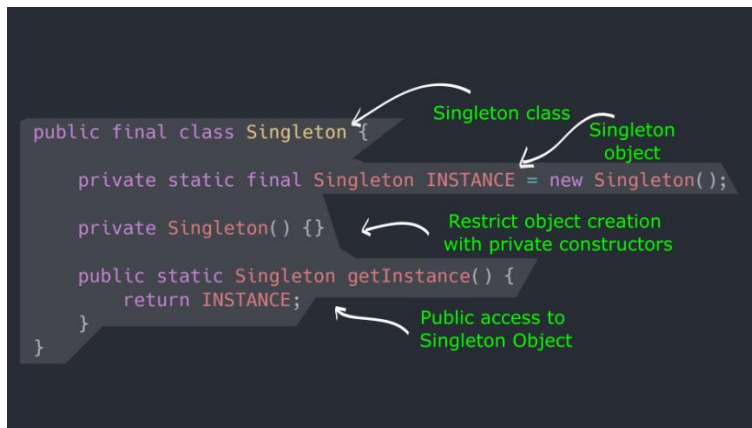 public final class Singleton {
Singleton class
Singleton
object
private static final Singleton INSTANCE = new Singleton();
private Singleton() {}
Restrict object creation
with private constructors
public static Singleton getInstance() {
return INSTANCE;
}
Public access to
Singleton Object
}